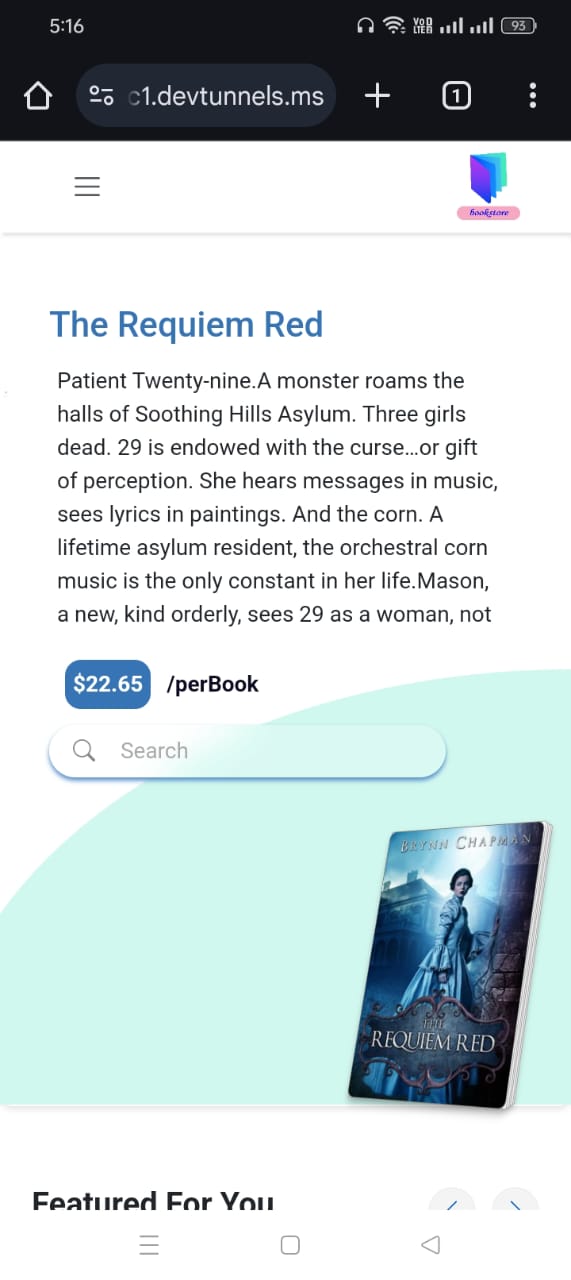 5:16
Vo
LTE
93
c1.devtunnels.ms
1
bookstore
The Requiem Red
Patient Twenty-nine.A monster roams the
halls of Soothing Hills Asylum. Three girls
dead. 29 is endowed with the curse...or gift
of perception. She hears messages in music,
sees lyrics in paintings. And the corn. A
lifetime asylum resident, the orchestral corn
music is the only constant in her life.Mason,
a new, kind orderly, sees 29 as a woman, not
$22.65 /perBook
Search
BRYNN CHAPMAN
THE
REQUIEM RED
Featured For You